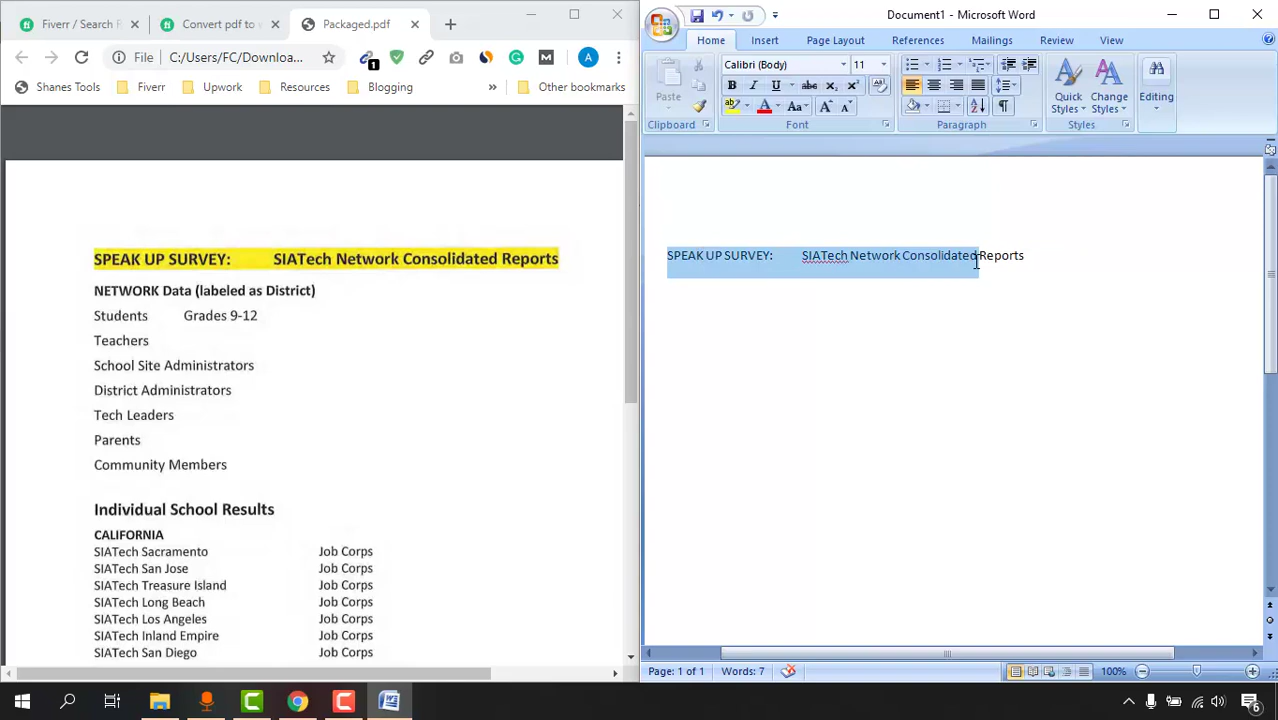 Fiverr / Search R
Convert pdf to
Packaged.pdf
File
C:/Users/FC/Downloa...
A
Shanes Tools
Fiverr
Upwork
Resources
Blogging
»
Other bookmarks
SPEAK UP SURVEY: SIATech Network Consolidated Reports
NETWORK Data (labeled as District)
Students Grades 9-12
Teachers
School Site Administrators
District Administrators
Tech Leaders
Parents
Community Members
Individual School Results
CALIFORNIA
SIATech Sacramento Job Corps
SIATech San Jose Job Corps
SIATech Treasure Island Job Corps
SIATech Long Beach Job Corps
SIATech Los Angeles Job Corps
SIATech Inland Empire Job Corps
SIATech San Diego Job Corps
Document1 - Microsoft Word
Home Insert Page Layout References Mailings Review View
Paste
Clipboard
Calibri (Body) 11
Font
Paragraph
Quick Styles
Change Styles
Styles
Editing
SPEAK UP SURVEY: SIATech Network Consolidated Reports
Page: 1 of 1 Words: 7
100%
6